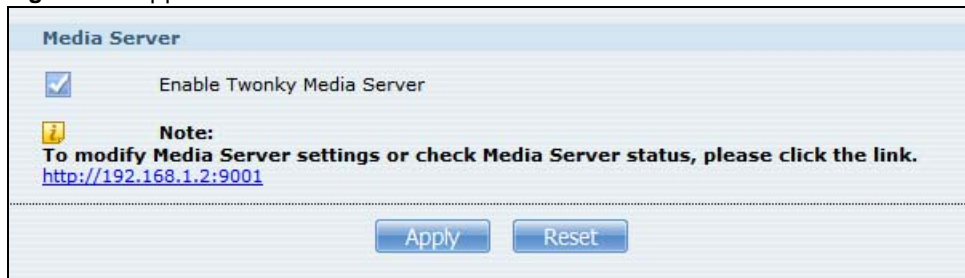 Media Server
Enable Twonky Media Server
Note:
To modify Media Server settings or check Media Server status, please click the link.
http://192.168.1.2:9001
Apply Reset